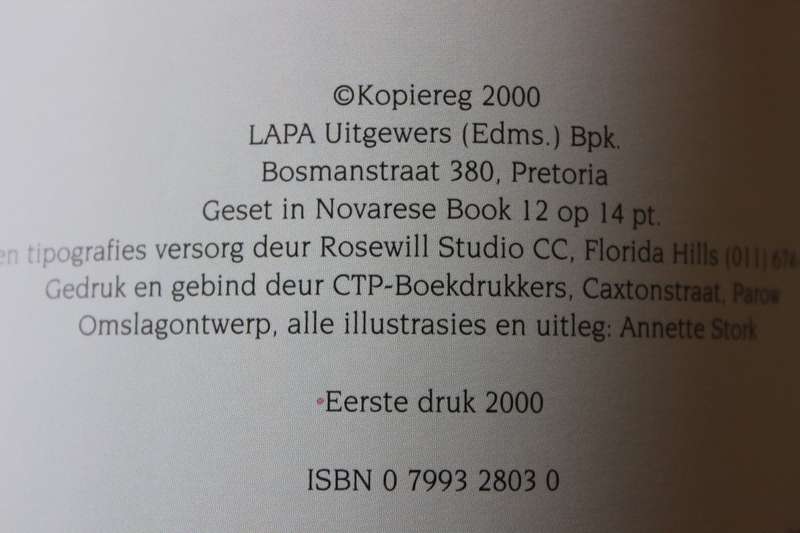 ©Kopiereg 2000
LAPA Uitgewers (Edms.) Bpk.
Bosmanstraat 380, Pretoria
Geset in Novarese Book 12 op 14 pt.
en tipografies versorg deur Rosewill Studio CC, Florida Hills (011) 674
Gedruk en gebind deur CTP-Boekdrukkers, Caxtonstraat, Parow
Omslagontwerp, alle illustrasies en uitleg: Annette Stork
Eerste druk 2000
ISBN 0 7993 2803 0